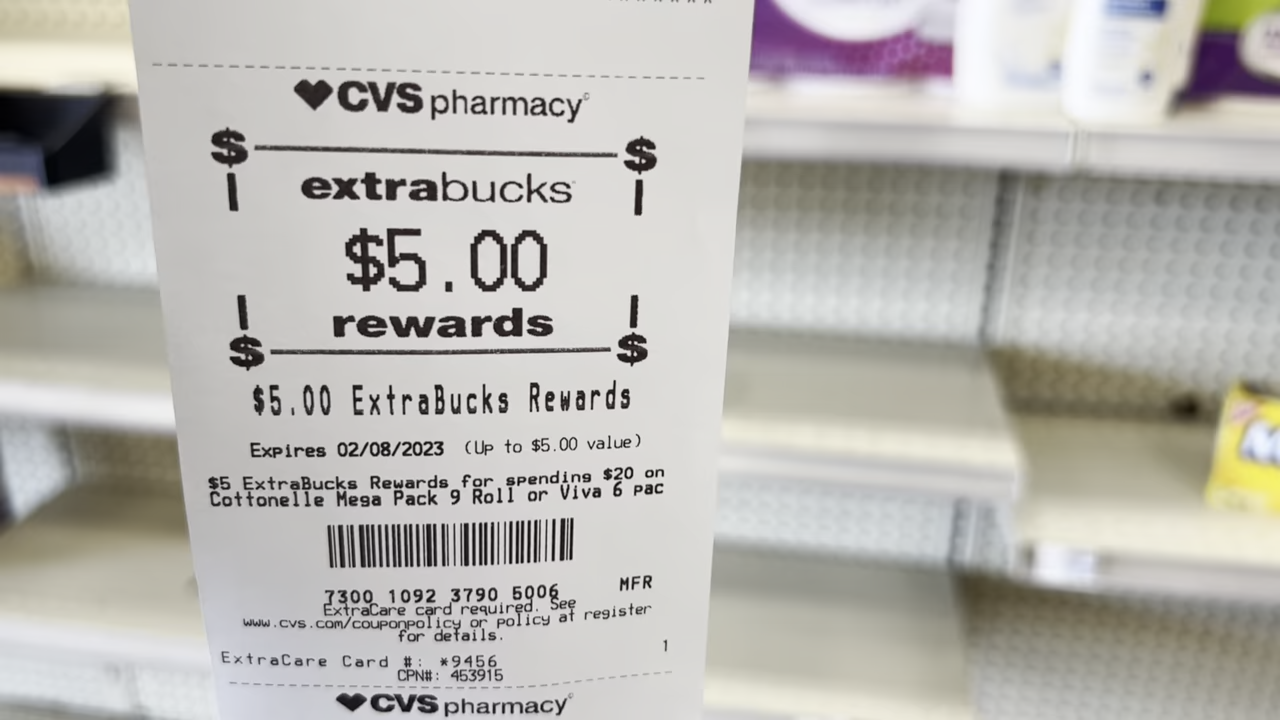 CVS pharmacy
$ $
extrabucks
$5.00
rewards
$ $
$5.00 ExtraBucks Rewards
Expires 02/08/2023 (Up to $5.00 value)
$5 ExtraBucks Rewards for spending $20 on
Cottonelle Mega Pack 9 Roll or Viva 6 pac
7300 1092 3790 5006 MFR
ExtraCare card required. See
www.cvs.com/couponpolicy or policy at register
for details.
1
ExtraCare Card #: *9456
CPN#: 453915
CVS pharmacy